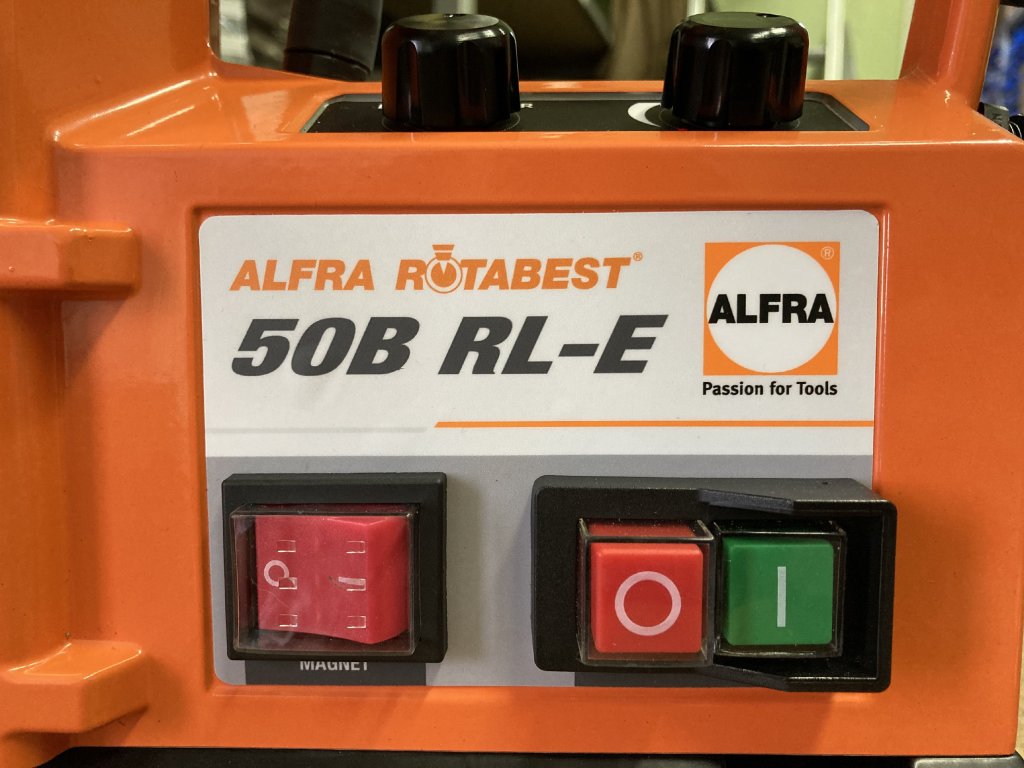 ALFRA ROTABEST®
50B RL-E
®
ALFRA
Passion for Tools
MAGNET